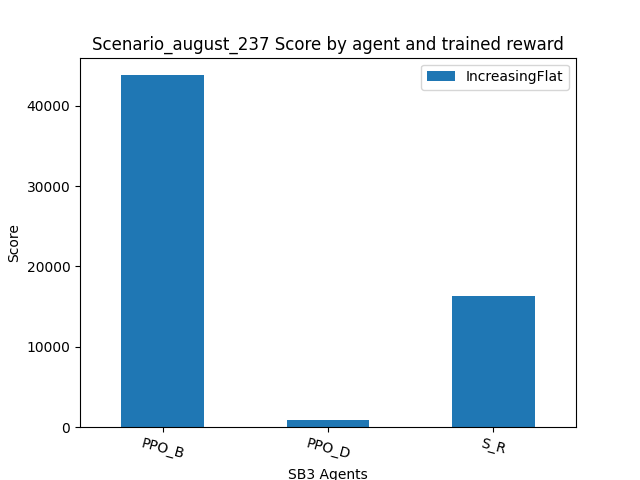 Scenario_august_237 Score by agent and trained reward
IncreasingFlat
40000
30000
20000
10000
0
Score
PPO_B
PPO_D
S_R
SB3 Agents